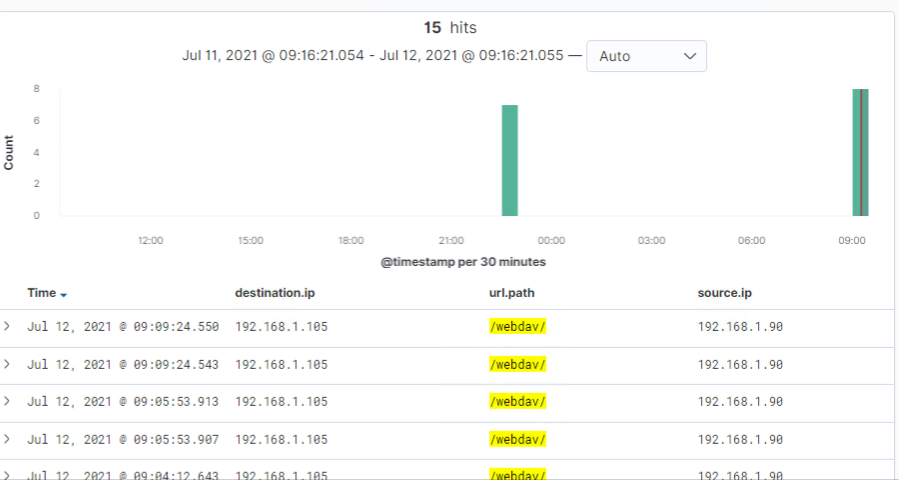 15 hits
Jul 11, 2021 @ 09:16:21.054 - Jul 12, 2021 @ 09:16:21.055 — Auto
8
6
4
2
0
Count
12:00 15:00 18:00 21:00 00:00 03:00 06:00 09:00
@timestamp per 30 minutes
Time destination.ip url.path source.ip
Jul 12, 2021 @ 09:09:24.550 192.168.1.105 /webdav/ 192.168.1.90
Jul 12, 2021 @ 09:09:24.543 192.168.1.105 /webdav/ 192.168.1.90
Jul 12, 2021 @ 09:05:53.913 192.168.1.105 /webdav/ 192.168.1.90
Jul 12, 2021 @ 09:05:53.907 192.168.1.105 /webdav/ 192.168.1.90
Jul 12, 2021 @ 09:04:12.643 192.168.1.105 /webdav/ 192.168.1.90